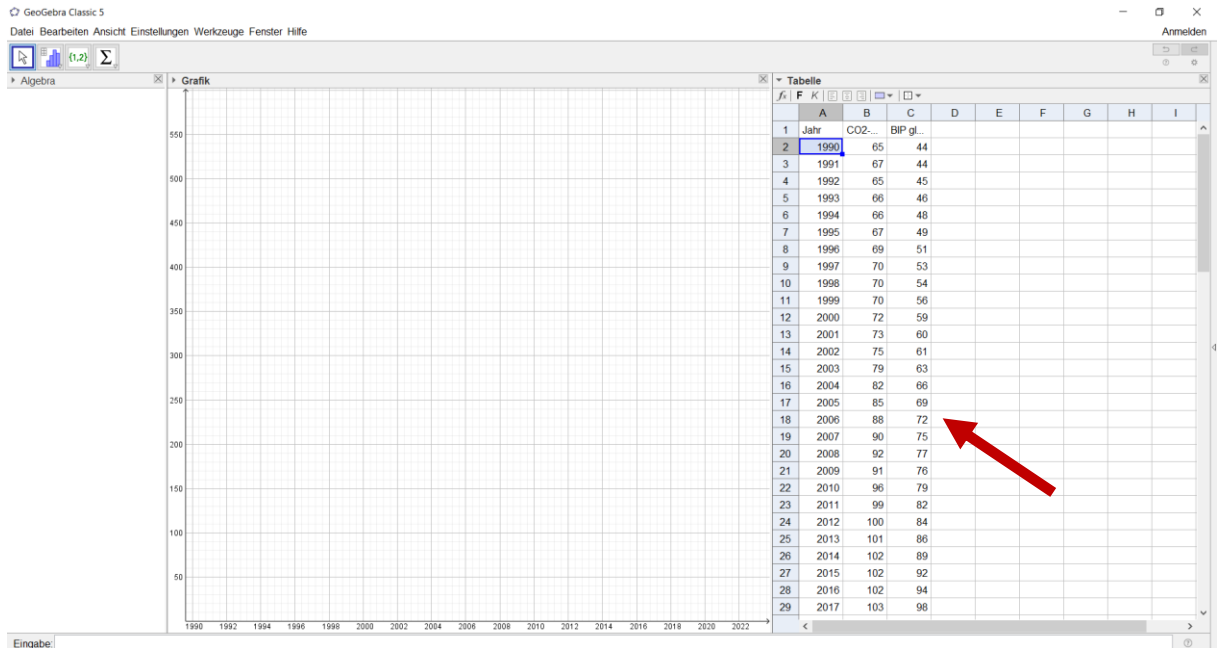 GeoGebra Classic 5
Datei Bearbeiten Ansicht Einstellungen Werkzeuge Fenster Hilfe
Anmelden
{1,2} Σ
Algebra
Grafik
Tabelle
fx F K
A B C D E F G H I
1 Jahr CO2-... BIP gl...
2 1990 65 44
3 1991 67 44
4 1992 65 45
5 1993 66 46
6 1994 66 48
7 1995 67 49
8 1996 69 51
9 1997 70 53
10 1998 70 54
11 1999 70 56
12 2000 72 59
13 2001 73 60
14 2002 75 61
15 2003 79 63
16 2004 82 66
17 2005 85 69
18 2006 88 72
19 2007 90 75
20 2008 92 77
21 2009 91 76
22 2010 96 79
23 2011 99 82
24 2012 100 84
25 2013 101 86
26 2014 102 89
27 2015 102 92
28 2016 102 94
29 2017 103 98
550
500
450
400
350
300
250
200
150
100
50
1990 1992 1994 1996 1998 2000 2002 2004 2006 2008 2010 2012 2014 2016 2018 2020 2022
Eingabe: